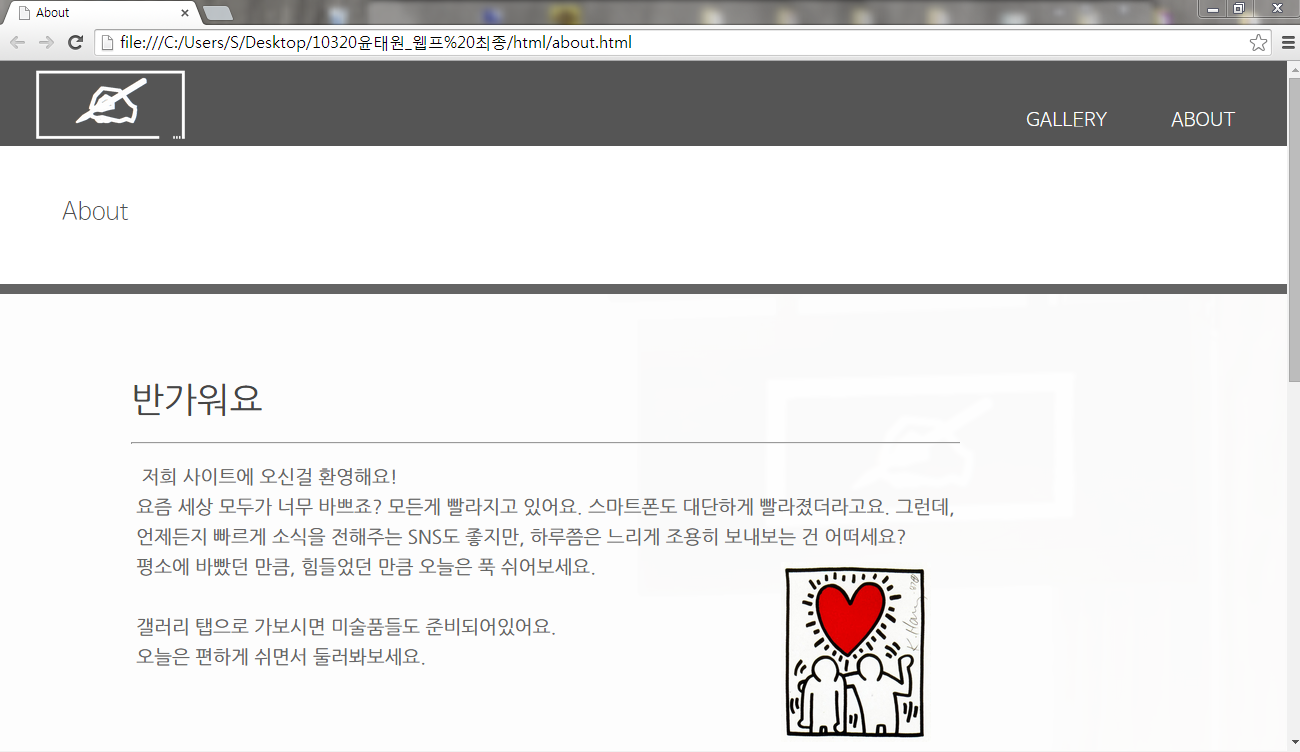 About
file:///C:/Users/S/Desktop/10320윤태원_웹프%20최종/html/about.html
...
GALLERY ABOUT
About
반가워요
저희 사이트에 오신걸 환영해요!
요즘 세상 모두가 너무 바쁘죠? 모든게 빨라지고 있어요. 스마트폰도 대단하게 빨라졌더라고요. 그런데,
언제든지 빠르게 소식을 전해주는 SNS도 좋지만, 하루쯤은 느리게 조용히 보내보는 건 어떠세요?
평소에 바빴던 만큼, 힘들었던 만큼 오늘은 푹 쉬어보세요.
갤러리 탭으로 가보시면 미술품들도 준비되어있어요.
오늘은 편하게 쉬면서 둘러봐보세요.